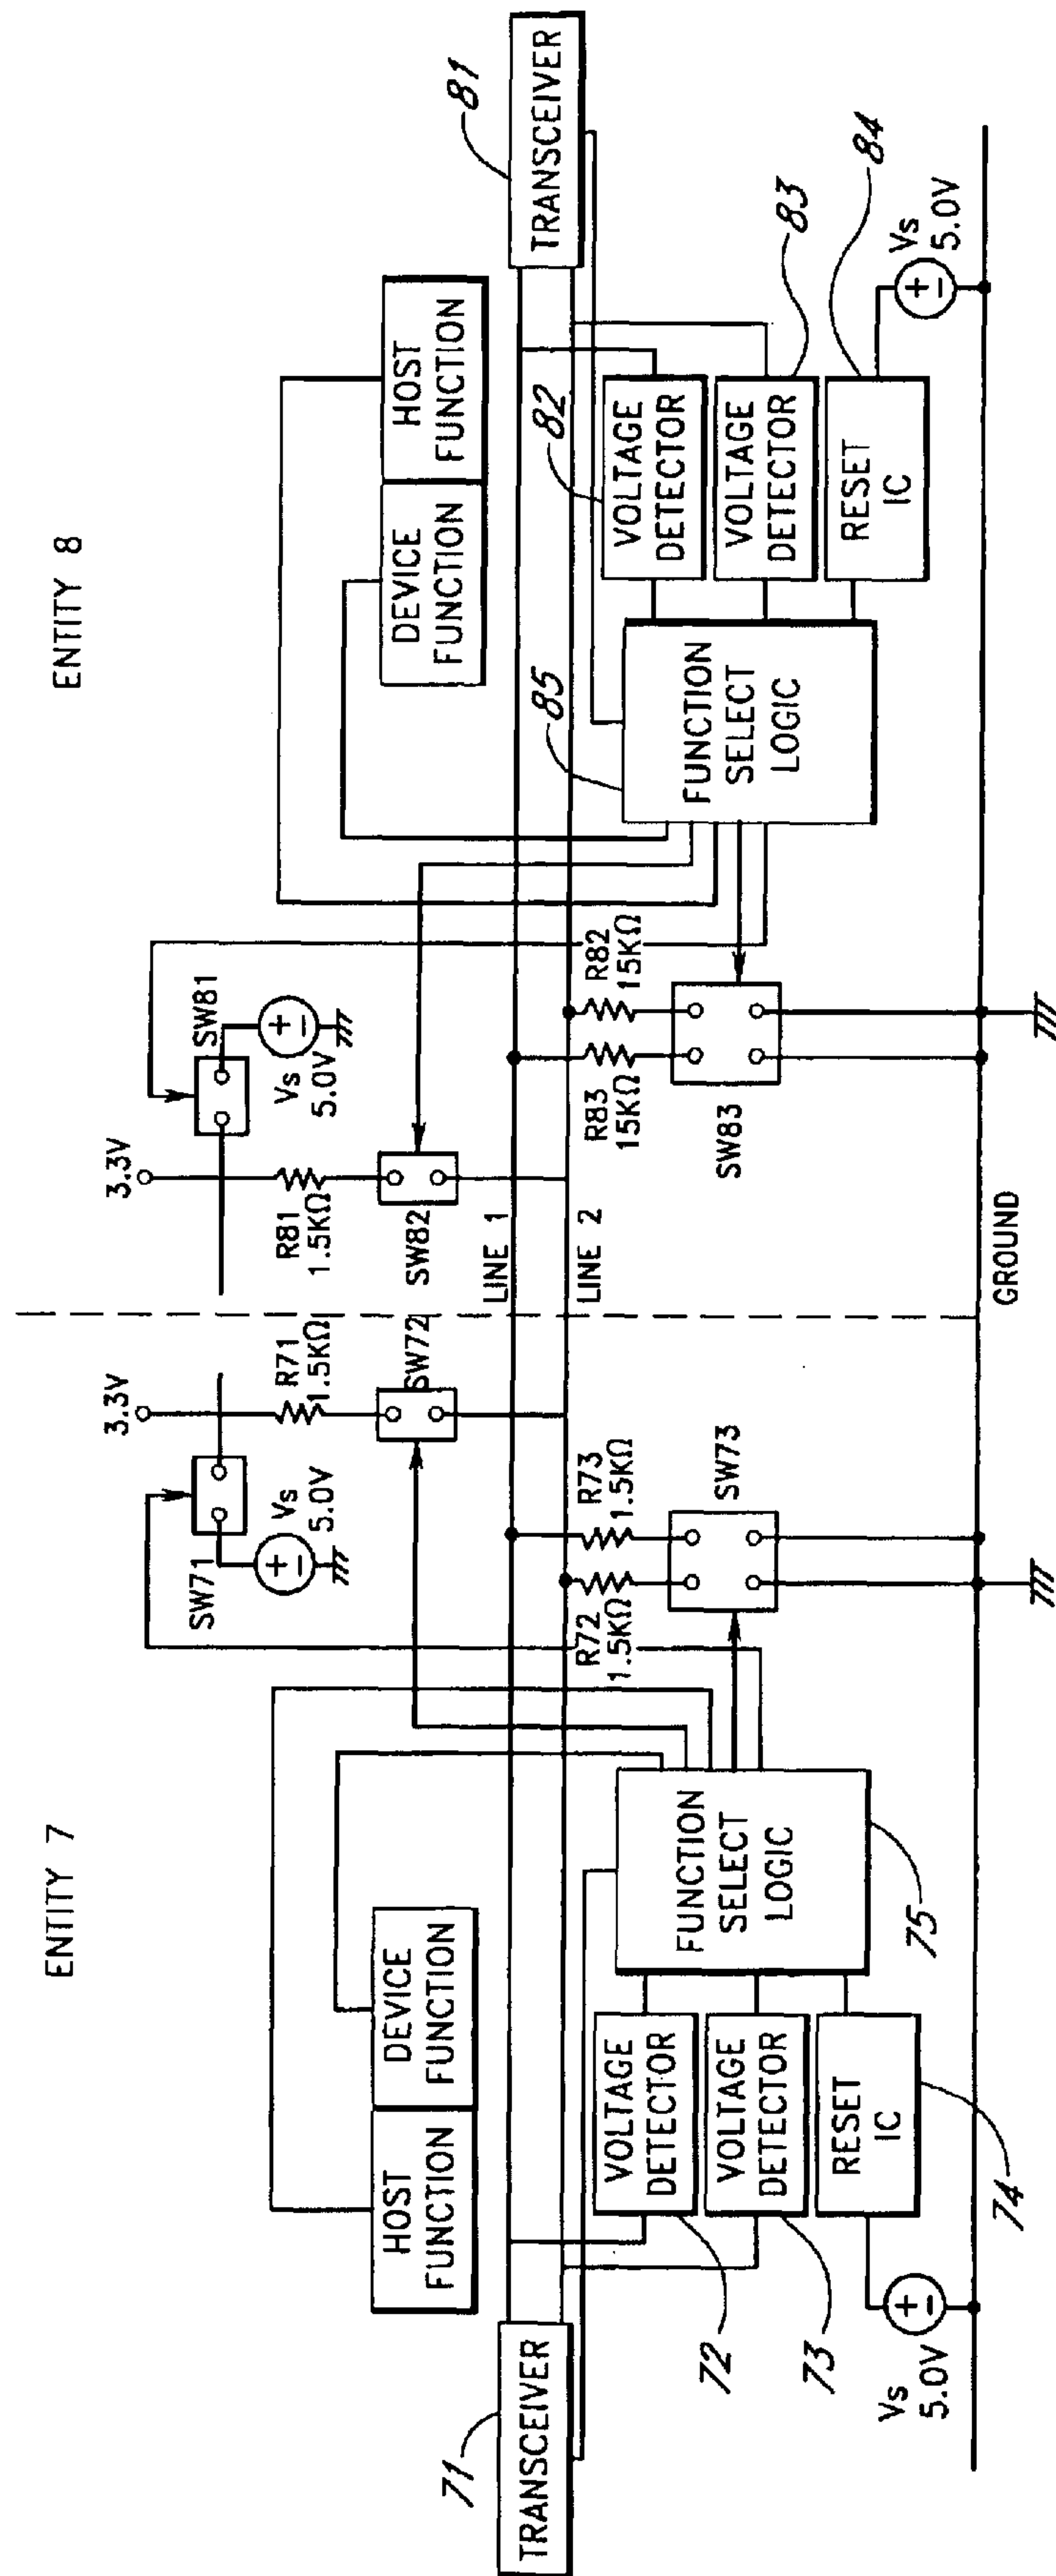 ENTITY 7
ENTITY 8
3.3V
3.3V
SW71
Vs
5.0V
R71
1.5KΩ
SW72
SW81
Vs
5.0V
R81
1.5KΩ
SW82
HOST
FUNCTION
DEVICE
FUNCTION
DEVICE
FUNCTION
HOST
FUNCTION
71
TRANSCEIVER
LINE 1
LINE 2
81
TRANSCEIVER
R72
1.5KΩ
R73
1.5KΩ
SW73
R83
15KΩ
R82
15KΩ
SW83
72
VOLTAGE
DETECTOR
73
VOLTAGE
DETECTOR
74
RESET
IC
Vs
5.0V
75
FUNCTION
SELECT
LOGIC
85
FUNCTION
SELECT
LOGIC
82
VOLTAGE
DETECTOR
83
VOLTAGE
DETECTOR
84
RESET
IC
Vs
5.0V
GROUND